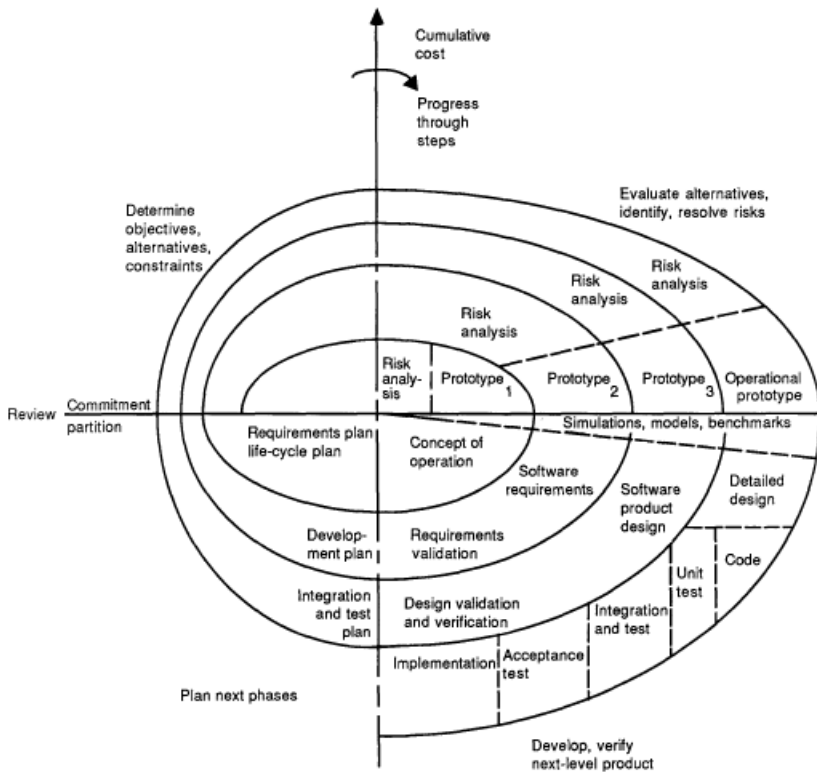 Cumulative
cost
Progress
through
steps
Evaluate alternatives,
identify, resolve risks
Determine
objectives,
alternatives,
constraints
Risk
analysis
Risk
analysis
Risk
analysis
Risk
analy-
sis
Prototype 1
Prototype 2
Prototype 3
Operational
prototype
Review
Commitment
partition
Simulations, models, benchmarks
Requirements plan
life-cycle plan
Concept of
operation
Software
requirements
Software
product
design
Detailed
design
Develop-
ment plan
Requirements
validation
Code
Unit
test
Integration
and test
plan
Design validation
and verification
Integration
and test
Acceptance
test
Implementation
Plan next phases
Develop, verify
next-level product